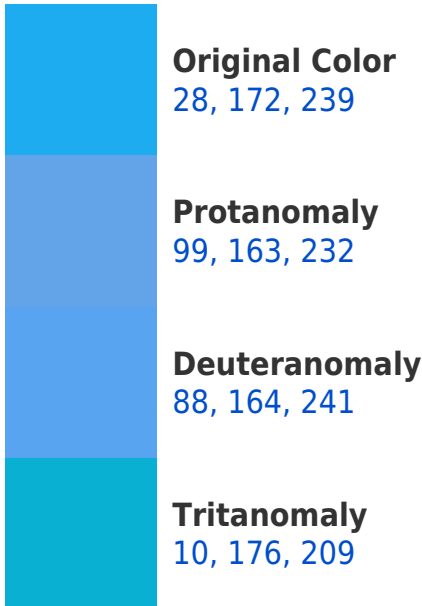 Original Color
28, 172, 239
Protanomaly
99, 163, 232
Deuteranomaly
88, 164, 241
Tritanomaly
10, 176, 209